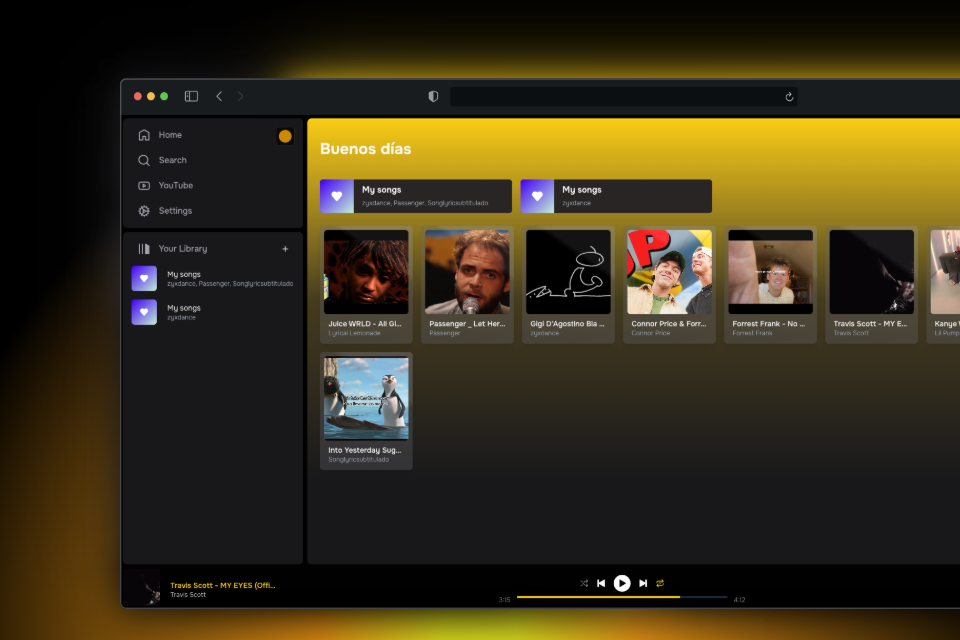 Home
Search
YouTube
Settings
Your Library
+
My songs
zyxdance, Passenger, Songlyricsubtitulado
My songs
zyxdance
Buenos días
My songs
zyxdance, Passenger, Songlyricsubtitulado
My songs
zyxdance
Juice WRLD - All Gi...
Lyrical Lemonade
Passenger _ Let Her...
Passenger
Gigi D'Agostino Bla ...
zyxdance
Connor Price & Forr...
Connor Price
Forrest Frank - No ...
Forrest Frank
Travis Scott - MY E...
Travis Scott
Kanye
Lil Pump
Into Yesterday Sug...
Songlyricsubtitulado
Travis Scott - MY EYES (Offi...
Travis Scott
3:15
4:12